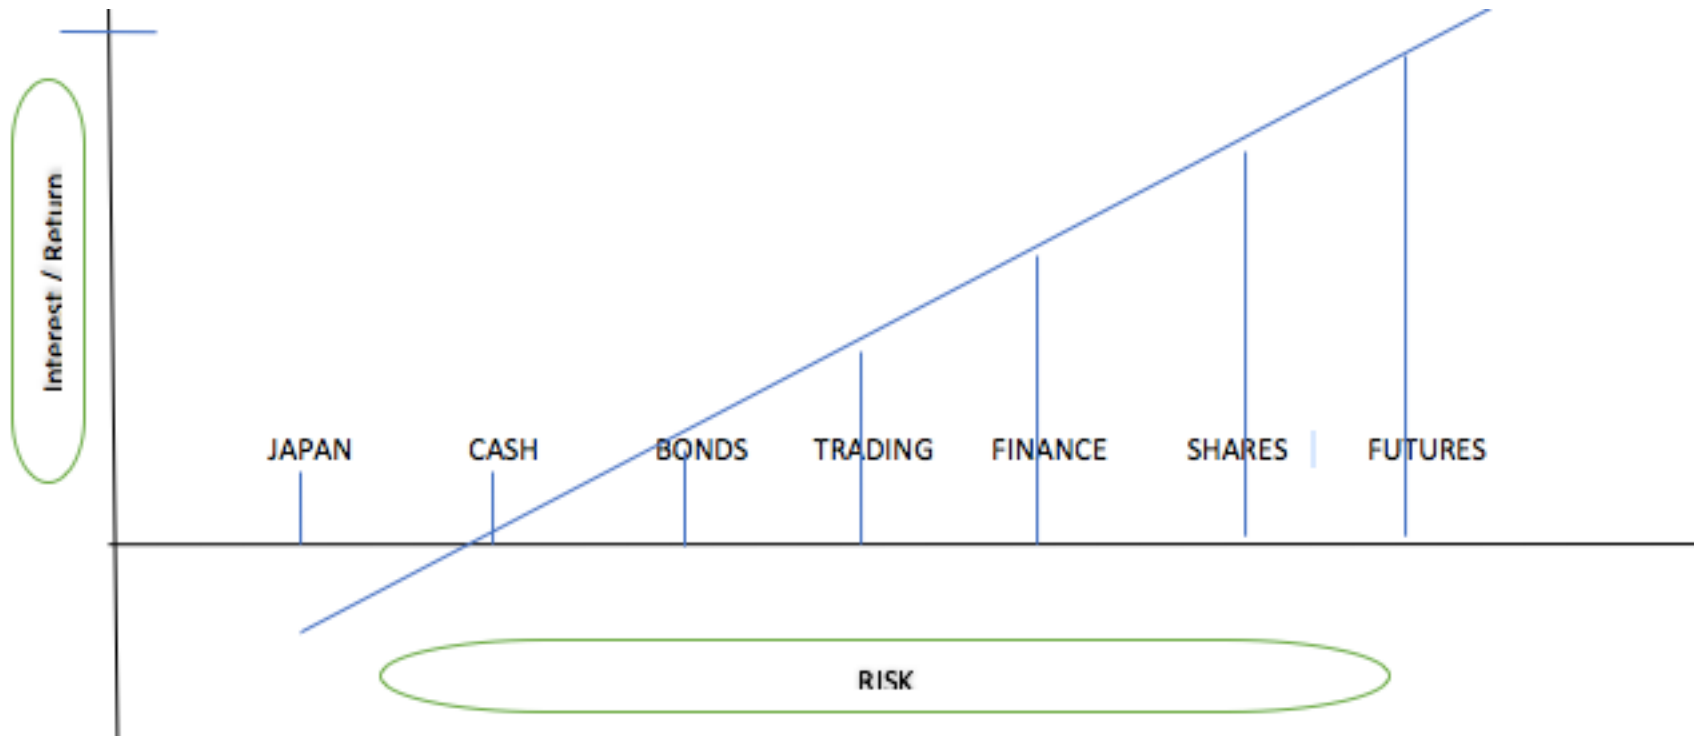 Interest / Return
JAPAN CASH BONDS TRADING FINANCE SHARES FUTURES
RISK